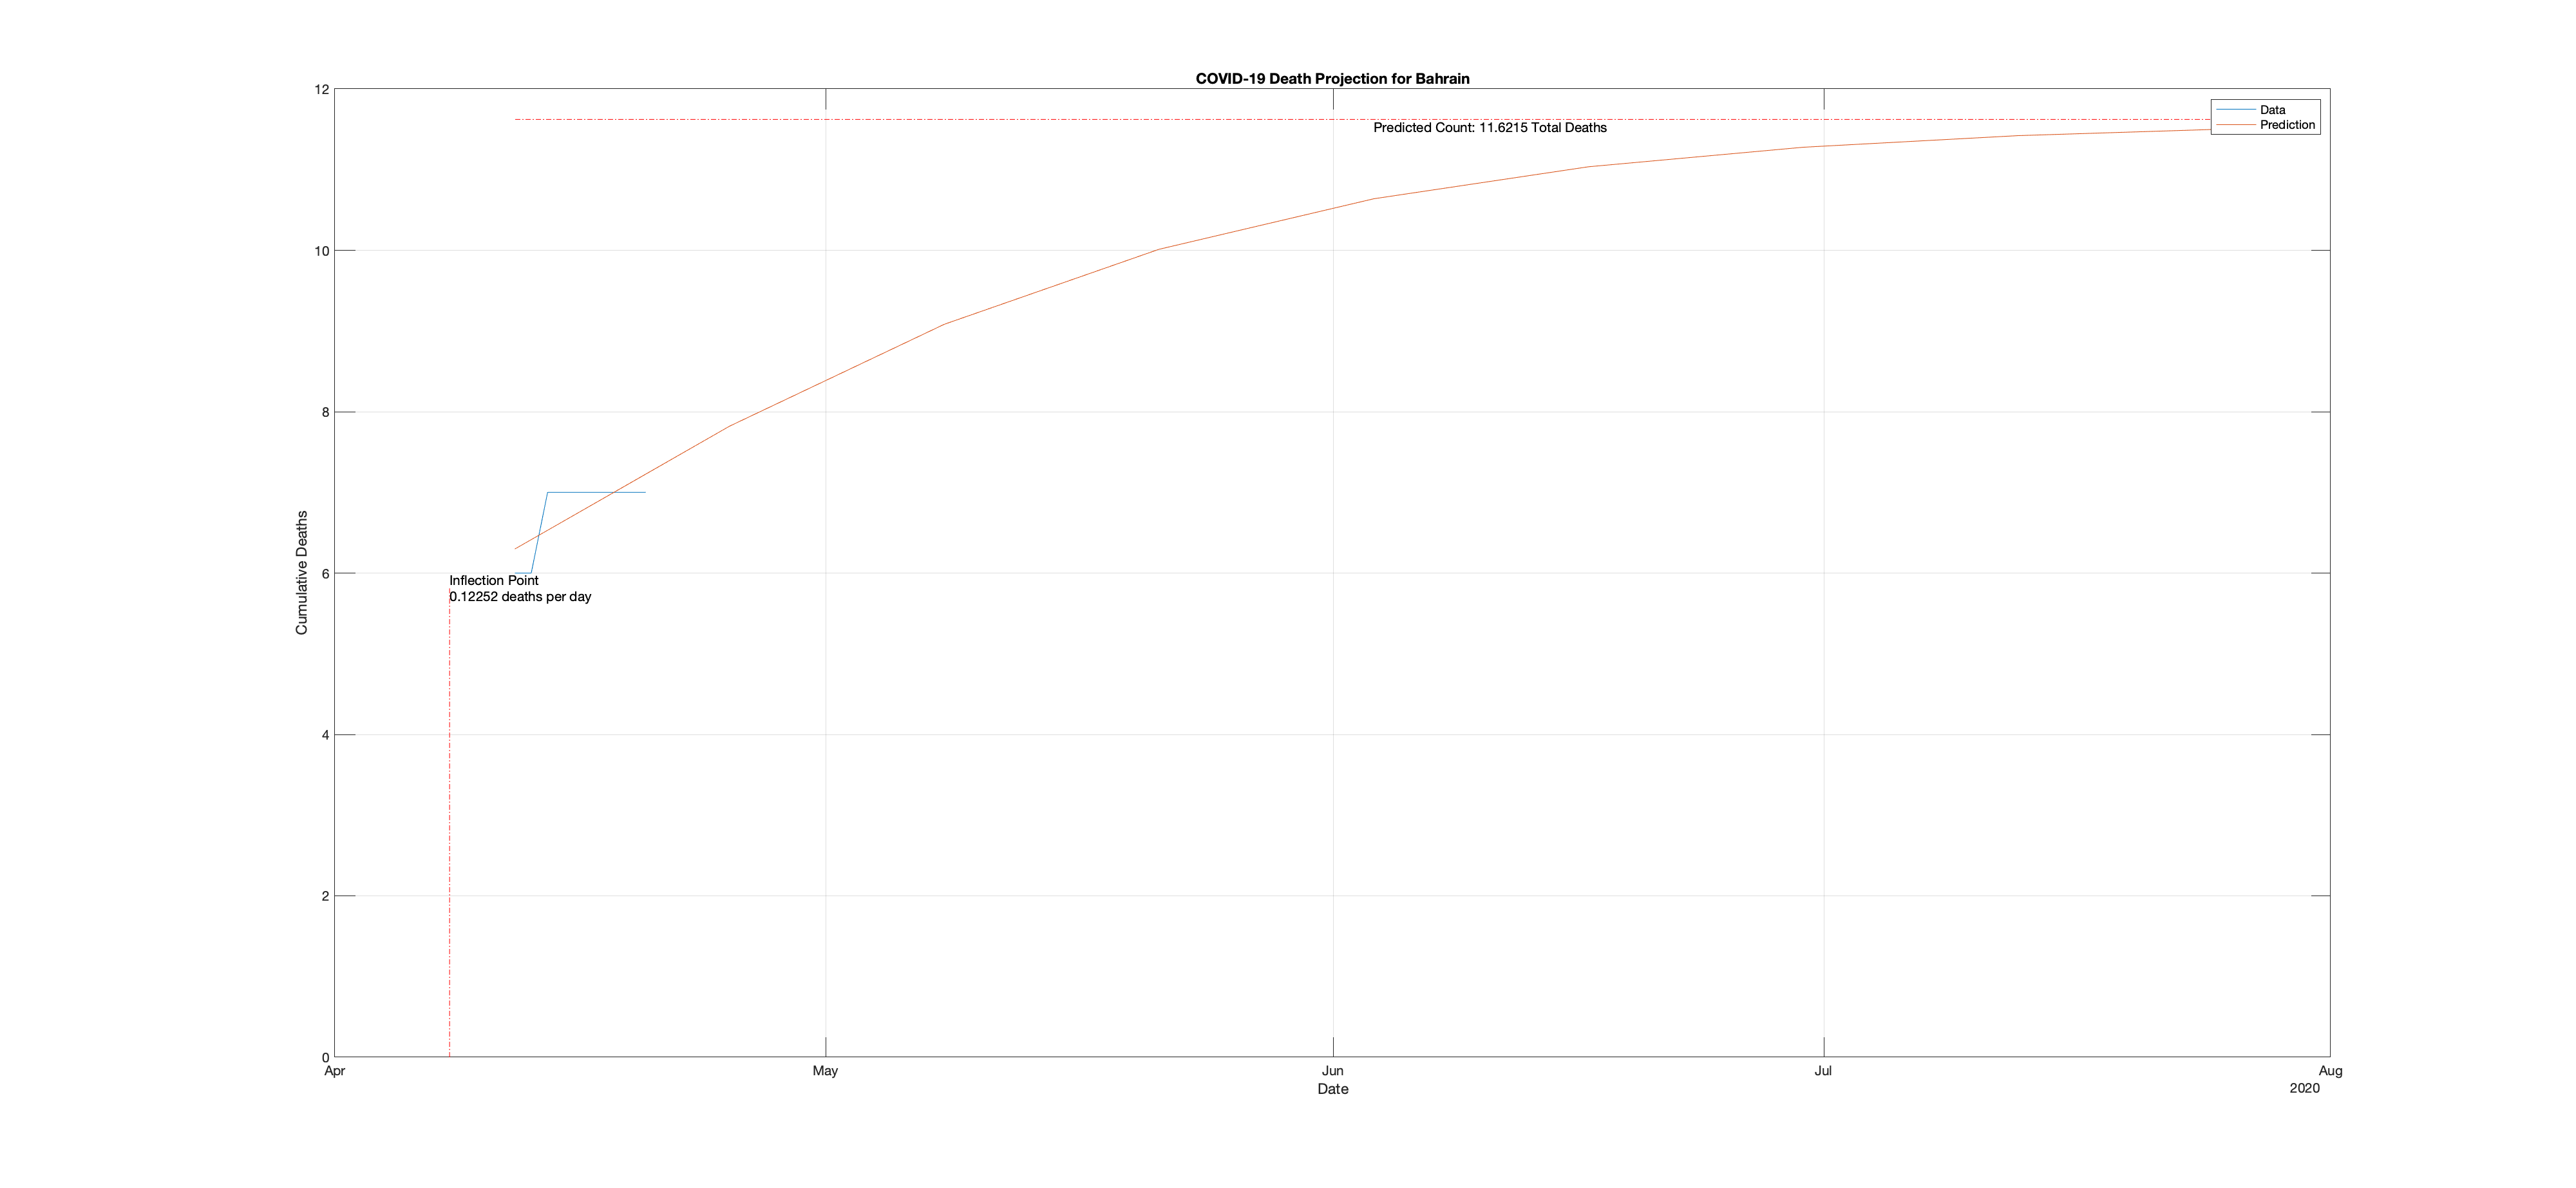 COVID-19 Death Projection for Bahrain
12
10
8
6
4
2
0
Cumulative Deaths
Data
Prediction
Predicted Count: 11.6215 Total Deaths
Inflection Point
0.12252 deaths per day
Apr
May
Jun
Jul
Aug
Date
2020